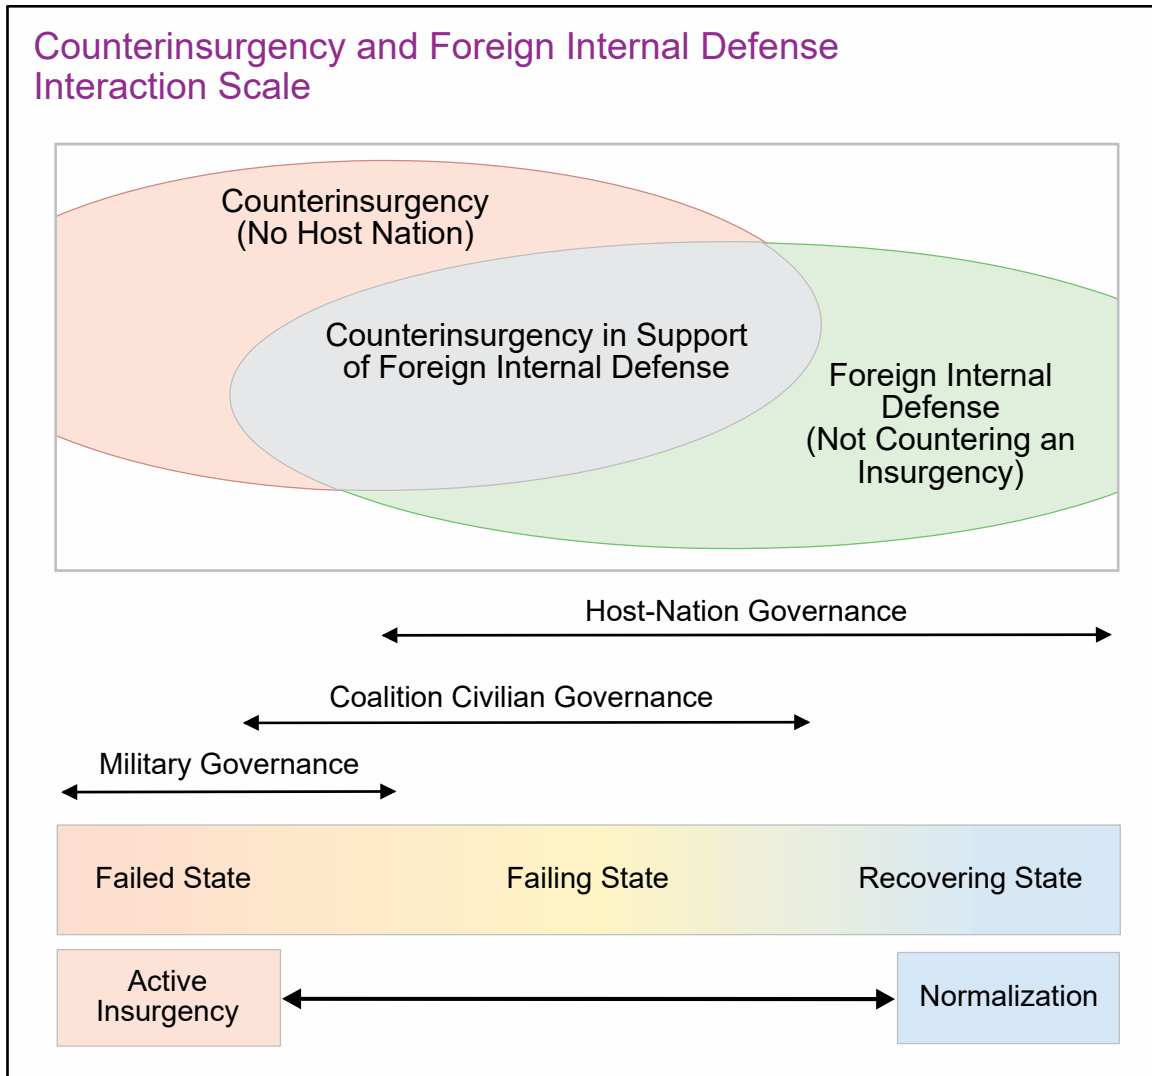 Counterinsurgency and Foreign Internal Defense
Interaction Scale
Counterinsurgency
(No Host Nation)
Counterinsurgency in Support
of Foreign Internal Defense
Foreign Internal
Defense
(Not Countering an
Insurgency)
Host-Nation Governance
Coalition Civilian Governance
Military Governance
Failed State
Failing State
Recovering State
Active
Insurgency
Normalization